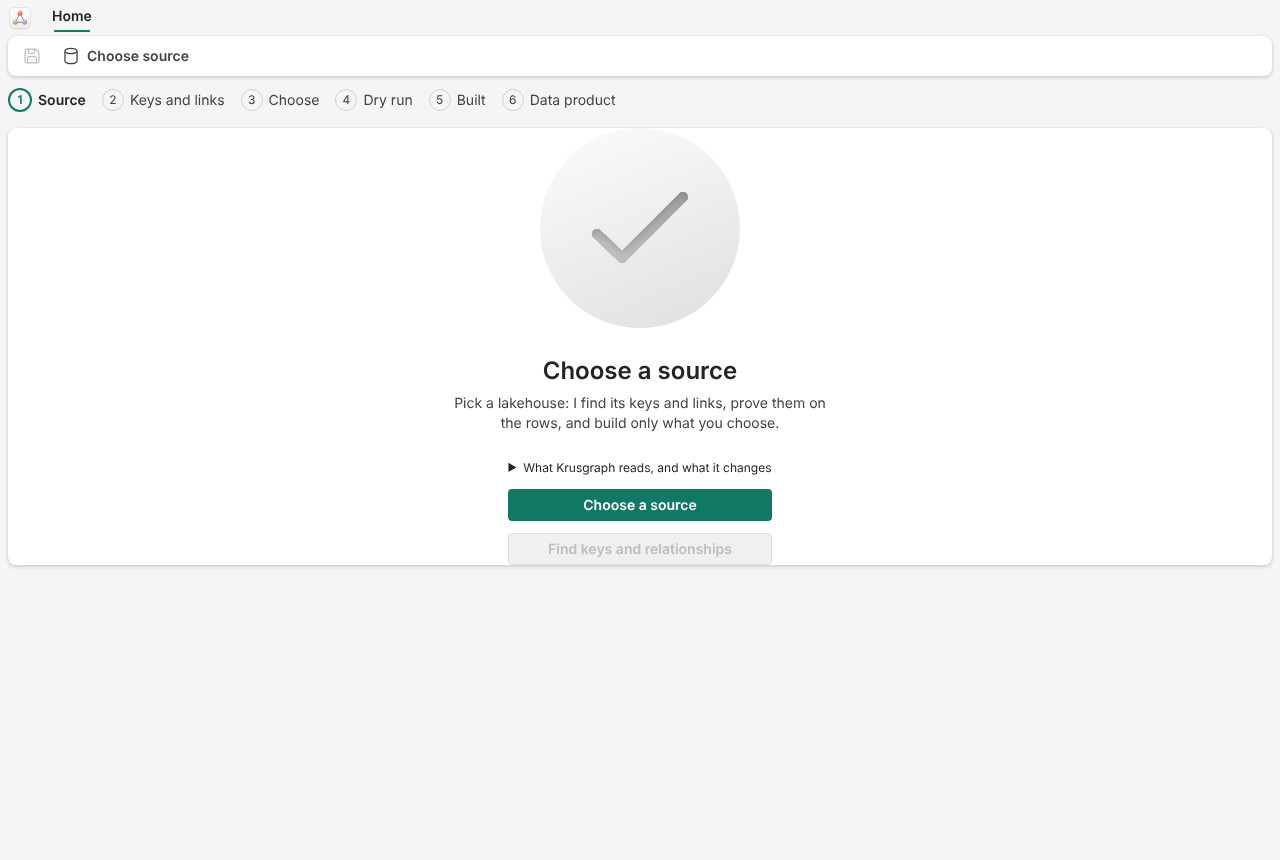 Home
Choose source
1 Source 2 Keys and links 3 Choose 4 Dry run 5 Built 6 Data product
Choose a source
Pick a lakehouse: I find its keys and links, prove them on
the rows, and build only what you choose.
What Krusgraph reads, and what it changes
Choose a source
Find keys and relationships